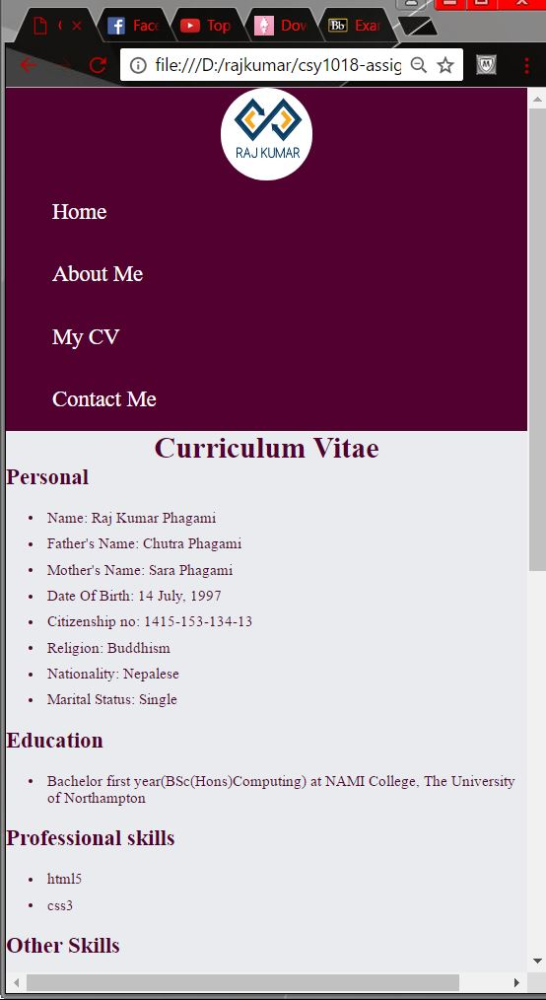 Face
Top
Dow
Bb
Exar
file:///D:/rajkumar/csy1018-assig
RAJ KUMAR
Home
About Me
My CV
Contact Me
Curriculum Vitae
Personal
• Name: Raj Kumar Phagami
• Father's Name: Chutra Phagami
• Mother's Name: Sara Phagami
• Date Of Birth: 14 July, 1997
• Citizenship no: 1415-153-134-13
• Religion: Buddhism
• Nationality: Nepalese
• Marital Status: Single
Education
• Bachelor first year(BSc(Hons)Computing) at NAMI College, The University
of Northampton
Professional skills
• html5
• css3
Other Skills